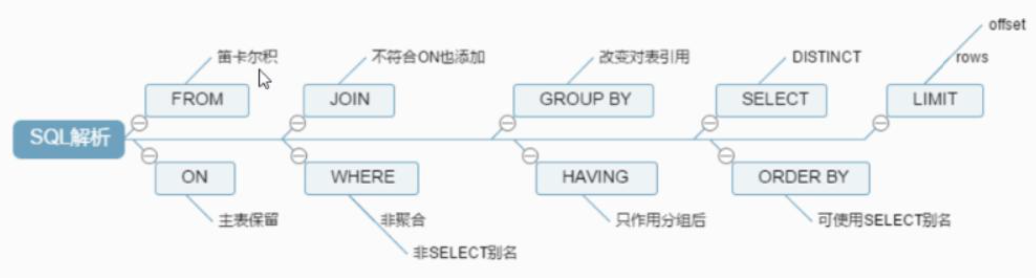 SQL解析
FROM
笛卡尔积
ON
主表保留
JOIN
不符合ON也添加
WHERE
非聚合
非SELECT别名
GROUP BY
改变对表引用
HAVING
只作用分组后
SELECT
DISTINCT
ORDER BY
可使用SELECT别名
LIMIT
offset
rows